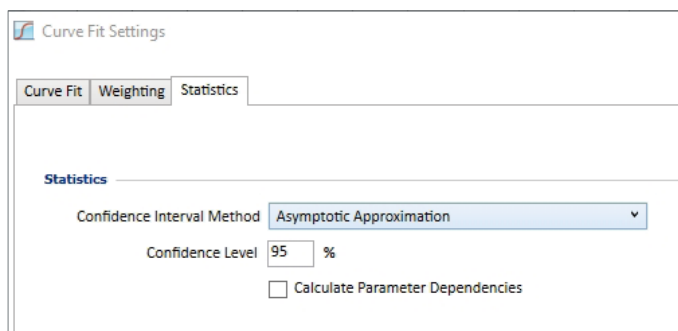 Curve Fit Settings
Curve Fit Weighting Statistics
Statistics
Confidence Interval Method Asymptotic Approximation
Confidence Level 95 %
Calculate Parameter Dependencies